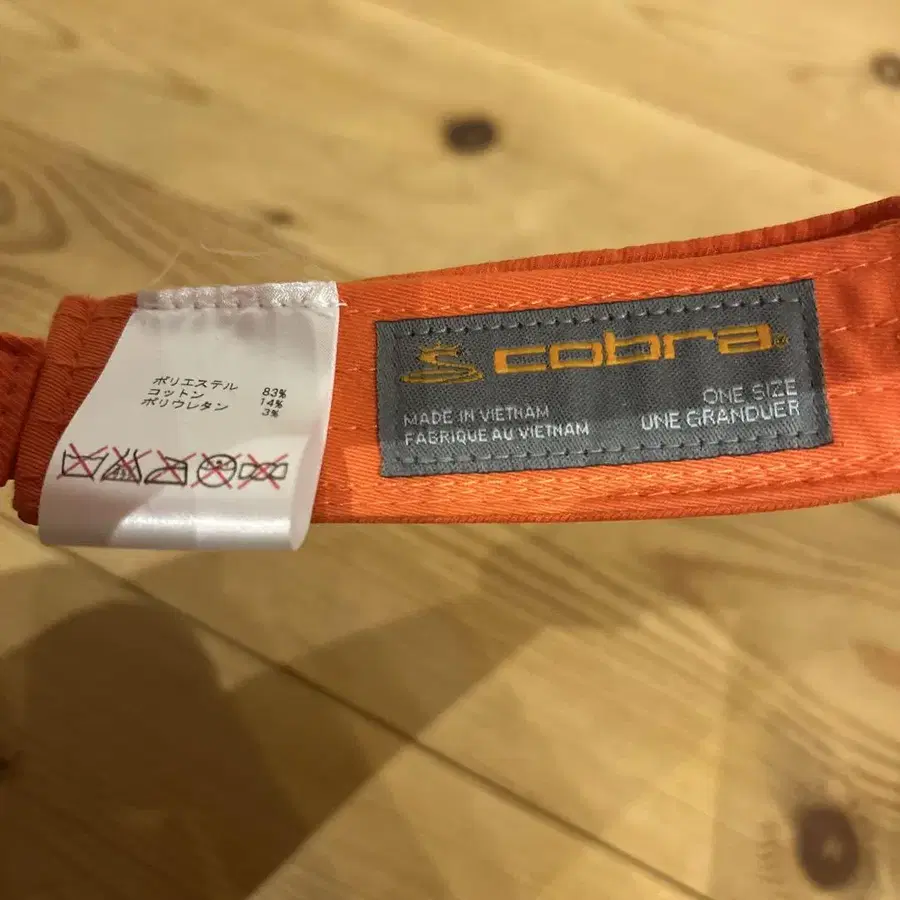 ポリエステル 83%
コットン 14%
ポリウレタン 3%
cobra
MADE IN VIETNAM
FABRIQUE AU VIETNAM
ONE SIZE
UNE GRANDUER